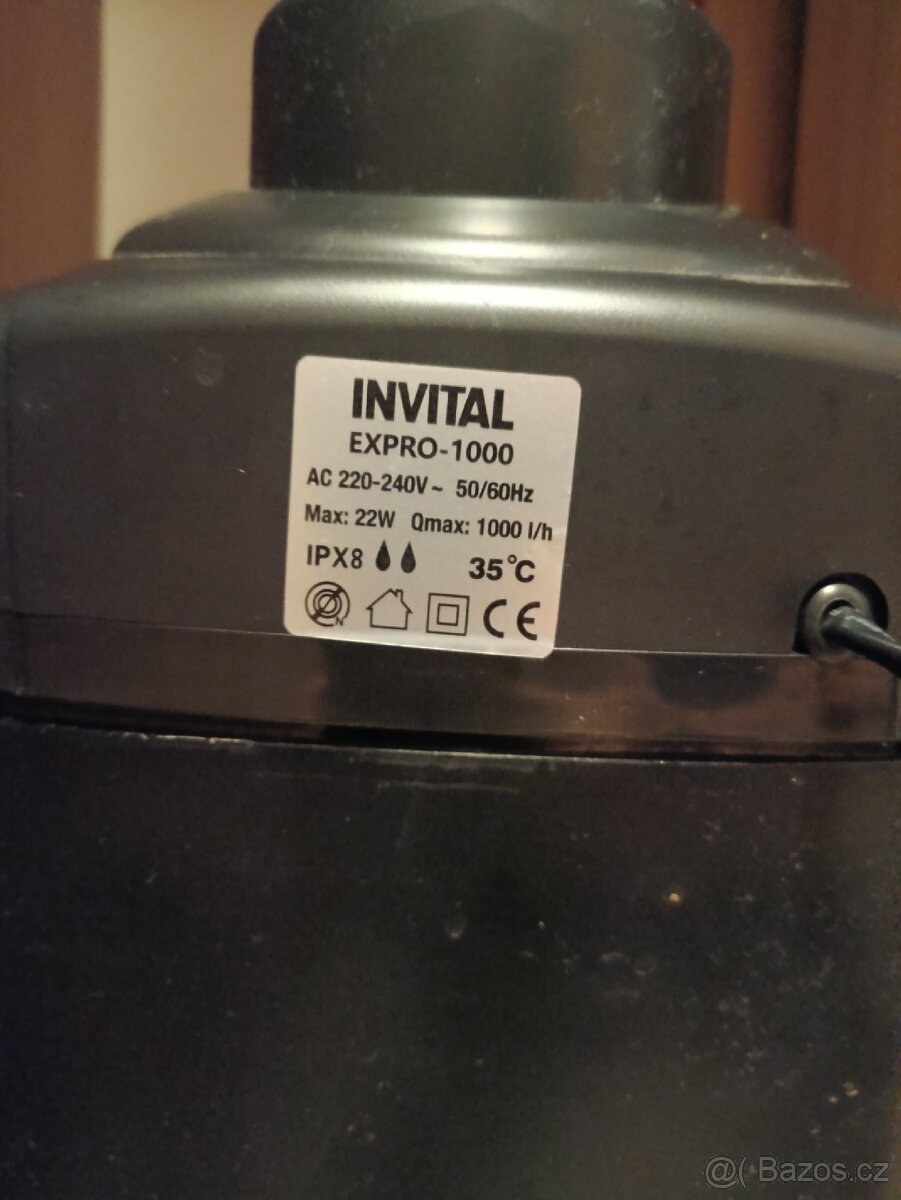 INVITAL
EXPRO-1000
AC 220-240V~ 50/60Hz
Max: 22W Qmax: 1000 l/h
IPX8 35°C
N CE
@( Bazos.cz